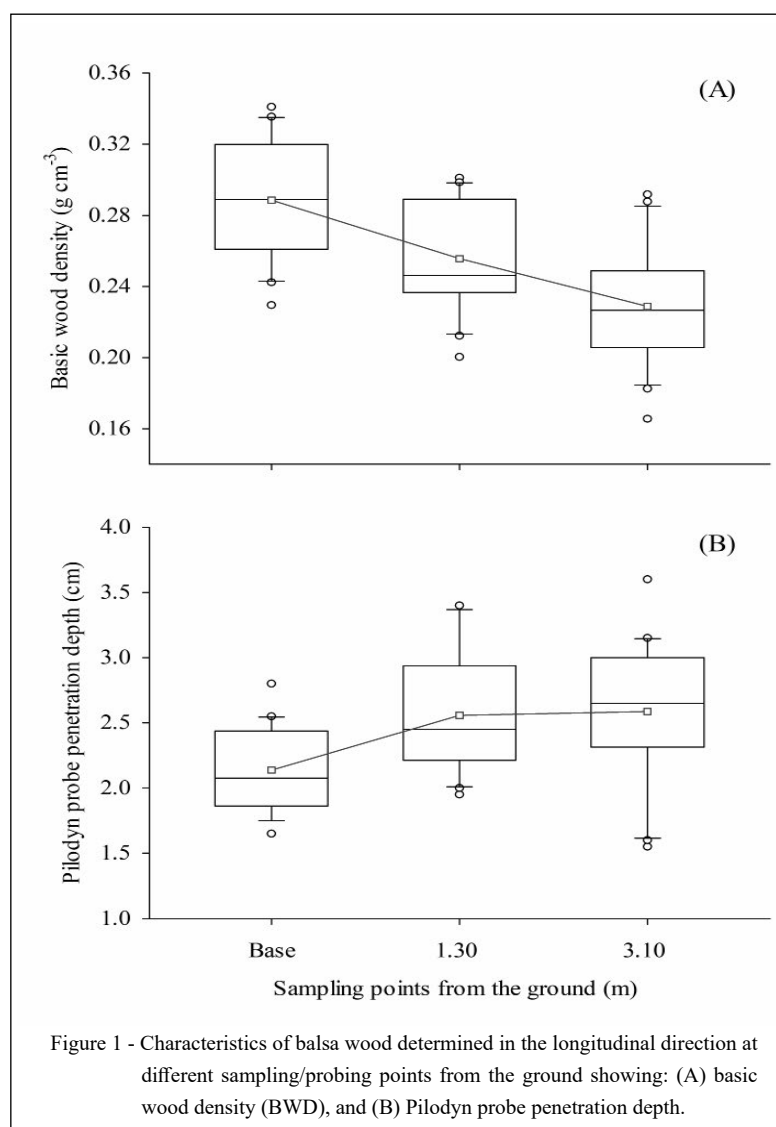 (A)
0.36
0.32
0.28
0.24
0.20
0.16
Basic wood density (g cm⁻³)
(B)
4.0
3.5
3.0
2.5
2.0
1.5
1.0
Pilodyn probe penetration depth (cm)
Base 1.30 3.10
Sampling points from the ground (m)
Figure 1 - Characteristics of balsa wood determined in the longitudinal direction at
different sampling/probing points from the ground showing: (A) basic
wood density (BWD), and (B) Pilodyn probe penetration depth.